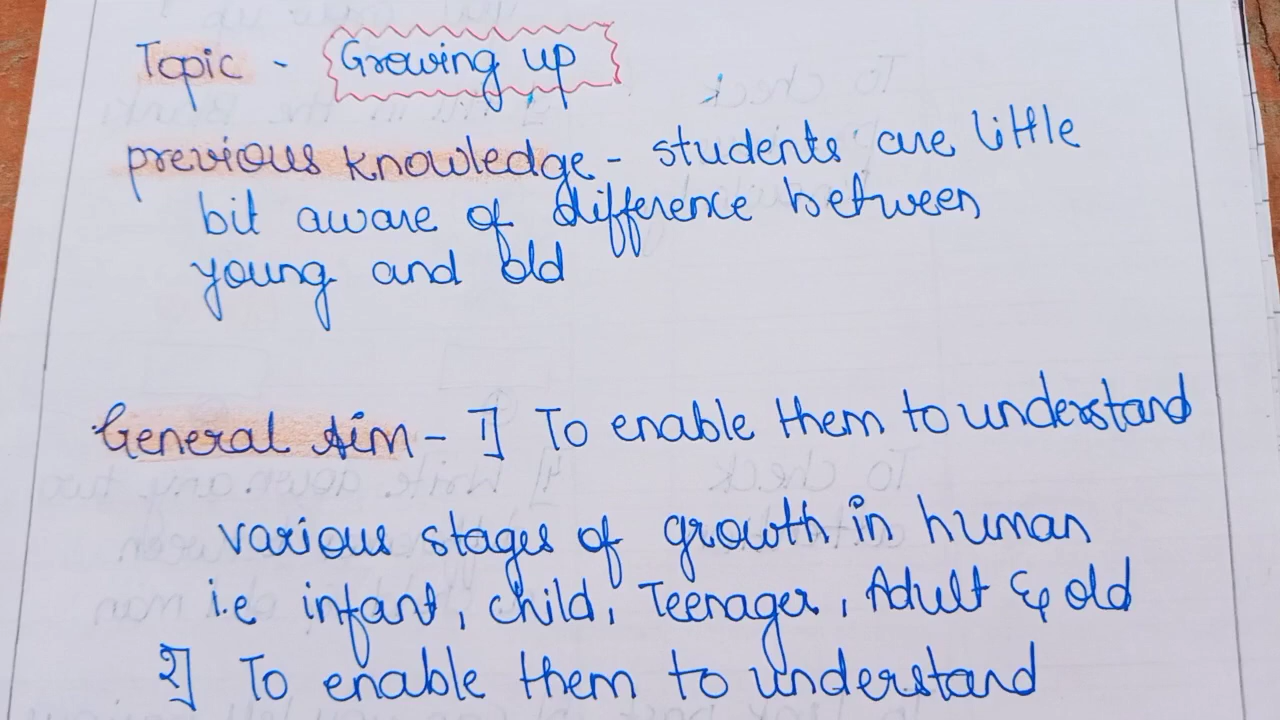 Topic - Growing up
previous knowledge - students are little
bit aware of difference between
young and old
General Aim - 1] To enable them to understand
various stages of growth in human
i.e infant, child, Teenager, Adult & old
2] To enable them to understand